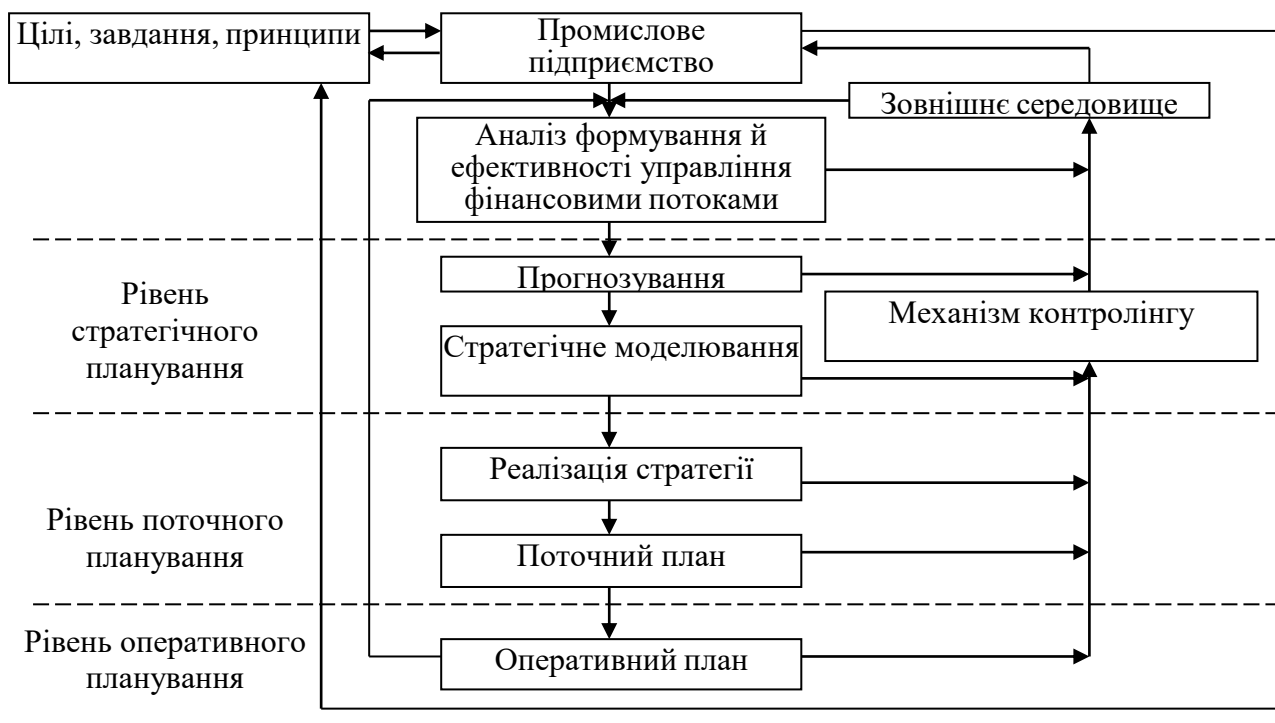 Цілі, завдання, принципи
Промислове
підприємство
Зовнішнє середовище
Аналіз формування й
ефективності управління
фінансовими потоками
Рівень
стратегічного
планування
Прогнозування
Механізм контролінгу
Стратегічне моделювання
Рівень поточного
планування
Реалізація стратегії
Поточний план
Рівень оперативного
планування
Оперативний план